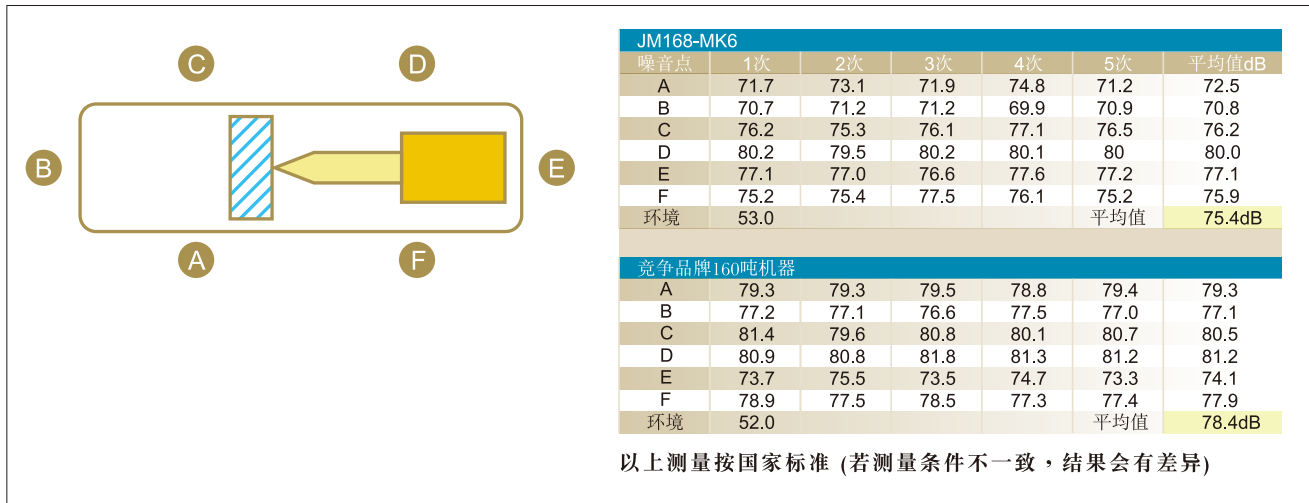 C
D
B
E
A
F
JM168-MK6
噪音点 1次 2次 3次 4次 5次 平均值dB
A 71.7 73.1 71.9 74.8 71.2 72.5
B 70.7 71.2 71.2 69.9 70.9 70.8
C 76.2 75.3 76.1 77.1 76.5 76.2
D 80.2 79.5 80.2 80.1 80 80.0
E 77.1 77.0 76.6 77.6 77.2 77.1
F 75.2 75.4 77.5 76.1 75.2 75.9
环境 53.0 平均值 75.4dB
竞争品牌160吨机器
A 79.3 79.3 79.5 78.8 79.4 79.3
B 77.2 77.1 76.6 77.5 77.0 77.1
C 81.4 79.6 80.8 80.1 80.7 80.5
D 80.9 80.8 81.8 81.3 81.2 81.2
E 73.7 75.5 73.5 74.7 73.3 74.1
F 78.9 77.5 78.5 77.3 77.4 77.9
环境 52.0 平均值 78.4dB
以上测量按国家标准 (若测量条件不一致，结果会有差异)